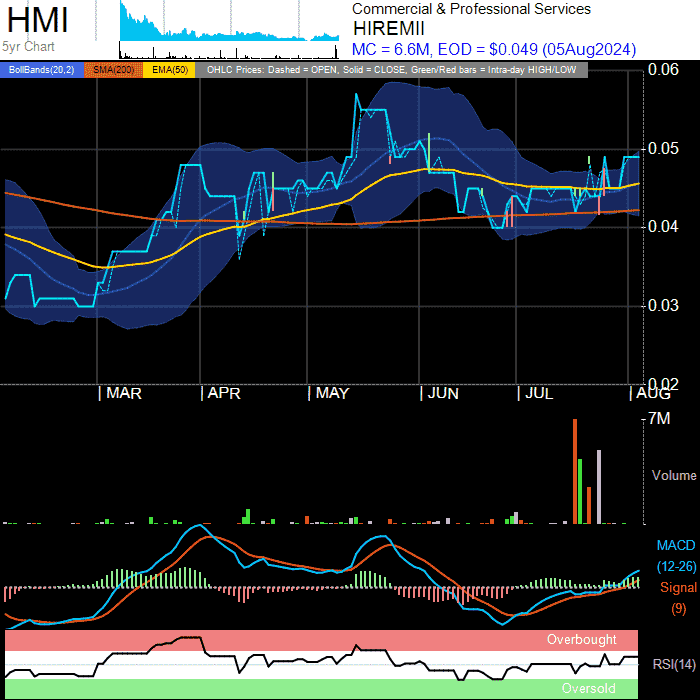 HMI
5yr Chart
Commercial & Professional Services
HIREMII
MC = 6.6M, EOD = $0.049 (05Aug2024)
BollBands(20,2) SMA(200) EMA(50) OHLC Prices: Dashed = OPEN, Solid = CLOSE, Green/Red bars = Intra-day HIGH/LOW
0.06
0.05
0.04
0.03
0.02
| MAR | APR | MAY | JUN | JUL | AUG
7M
Volume
MACD
(12-26)
Signal
(9)
Overbought
RSI(14)
Oversold